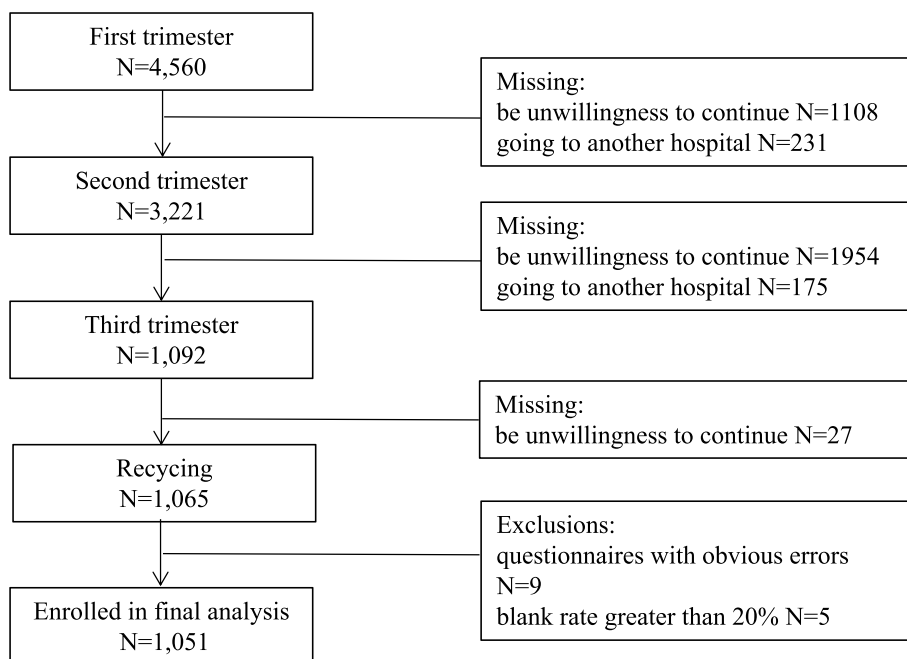 First trimester
N=4,560
Missing:
be unwillingness to continue N=1108
going to another hospital N=231
Second trimester
N=3,221
Missing:
be unwillingness to continue N=1954
going to another hospital N=175
Third trimester
N=1,092
Missing:
be unwillingness to continue N=27
Recycing
N=1,065
Exclusions:
questionnaires with obvious errors
N=9
blank rate greater than 20% N=5
Enrolled in final analysis
N=1,051